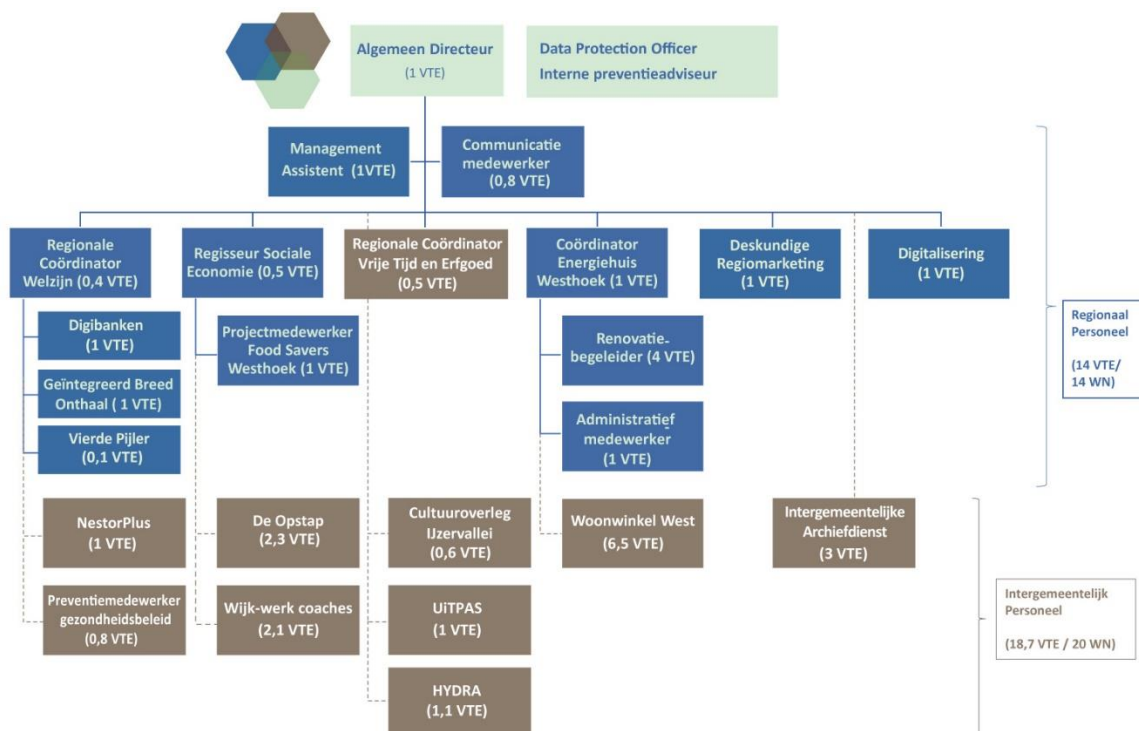 Algemeen Directeur
(1 VTE)
Data Protection Officer
Interne preventieadviseur
Management
Assistent (1VTE)
Communicatie
medewerker
(0,8 VTE)
Regionale
Coördinator
Welzijn (0,4 VTE)
Regisseur Sociale
Economie (0,5 VTE)
Regionale Coördinator
Vrije Tijd en Erfgoed
(0,5 VTE)
Coördinator
Energiehuis
Westhoek (1 VTE)
Deskundige
Regiomarketing
(1 VTE)
Digitalisering
(1 VTE)
Digibanken
(1 VTE)
Projectmedewerker
Food Savers
Westhoek (1 VTE)
Renovatie-
begeleider (4 VTE)
Regionaal
Personeel
(14 VTE/
14 WN)
Geïntegreerd Breed
Onthaal ( 1 VTE)
Vierde Pijler
(0,1 VTE)
Administratief
medewerker
(1 VTE)
NestorPlus
(1 VTE)
De Opstap
(2,3 VTE)
Cultuuroverleg
IJzervallei
(0,6 VTE)
Woonwinkel West
(6,5 VTE)
Intergemeentelijke
Archiefdienst
(3 VTE)
Preventiemedewerker
gezondheidsbeleid
(0,8 VTE)
Wijk-werk coaches
(2,1 VTE)
UiTPAS
(1 VTE)
Intergemeentelijk
Personeel
(18,7 VTE / 20 WN)
HYDRA
(1,1 VTE)